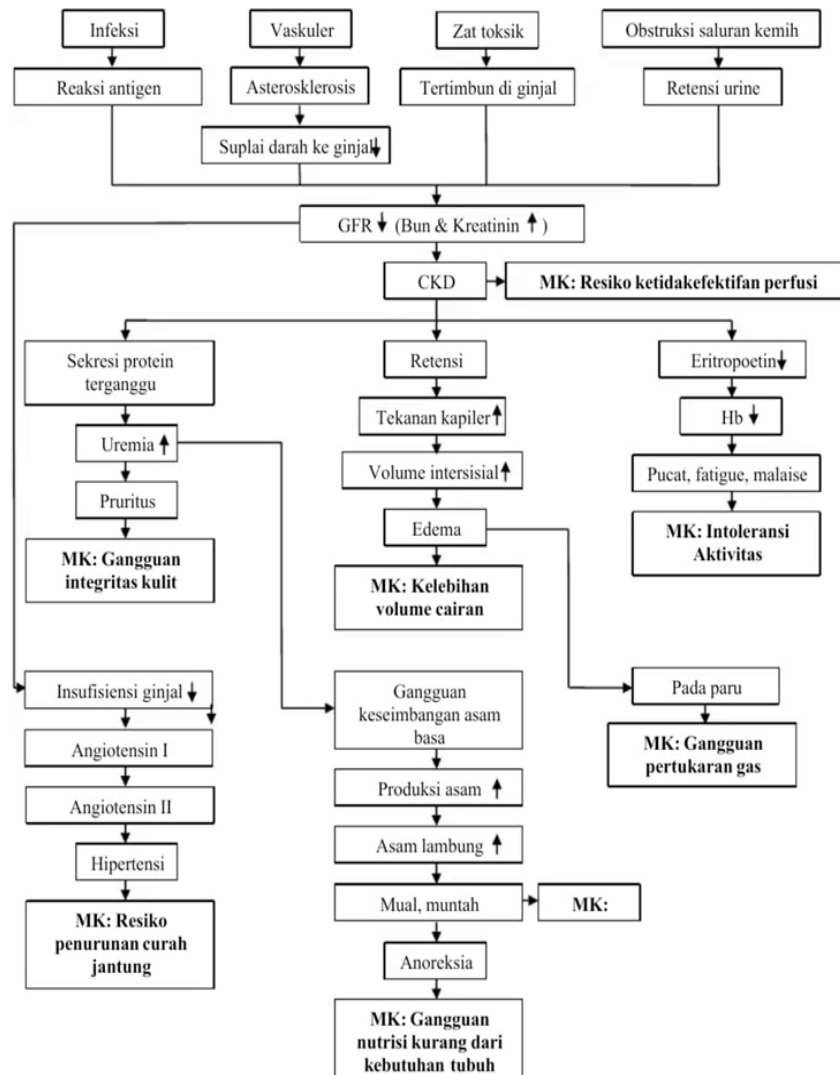 Infeksi
Vaskuler
Zat toksik
Obstruksi saluran kemih
Reaksi antigen
Asterosklerosis
Tertimbun di ginjal
Retensi urine
Suplai darah ke ginjal
GFR ↓ (Bun & Kreatinin ↑ )
CKD
MK: Resiko ketidakefektifan perfusi
Sekresi protein
terganggu
Retensi
Eritropoetin↓
Uremia ↑
Tekanan kapiler↑
Hb ↓
Pruritus
Volume intersisial↑
Pucat, fatigue, malaise
MK: Gangguan
integritas kulit
Edema
MK: Intoleransi
Aktivitas
MK: Kelebihan
volume cairan
Insufisiensi ginjal ↓
Gangguan
keseimbangan asam
basa
Pada paru
Angiotensin I
MK: Gangguan
pertukaran gas
Angiotensin II
Produksi asam ↑
Hipertensi
Asam lambung ↑
MK: Resiko
penurunan curah
jantung
Mual, muntah
MK:
Anoreksia
MK: Gangguan
nutrisi kurang dari
kebutuhan tubuh